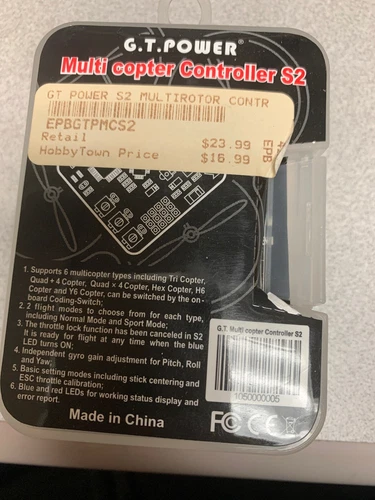 G.T.POWER®
Multi copter Controller S2
GT POWER S2 MULTIROTOR CONTR
EPBGTPMCS2
Retail $23.99
HobbyTown Price $16.99
EPB
1. Supports 6 multicopter types including Tri Copter,
Quad + 4 Copter, Quad × 4 Copter, Hex Copter, H6
Copter and Y6 Copter, can be switched by the on-
board Coding-Switch;
2. 2 flight modes to choose from for each type,
including Normal Mode and Sport Mode;
3. The throttle lock function has been canceled in S2
It is ready for flight at any time when the blue
LED turns ON;
4. Independent gyro gain adjustment for Pitch, Roll
and Yaw;
5. Basic setting modes including stick centering and
ESC throttle calibration;
6. Blue and red LEDs for working status display and
error report.
G.T. Multi copter Controller S2
1050000005
Made in China
FC CE